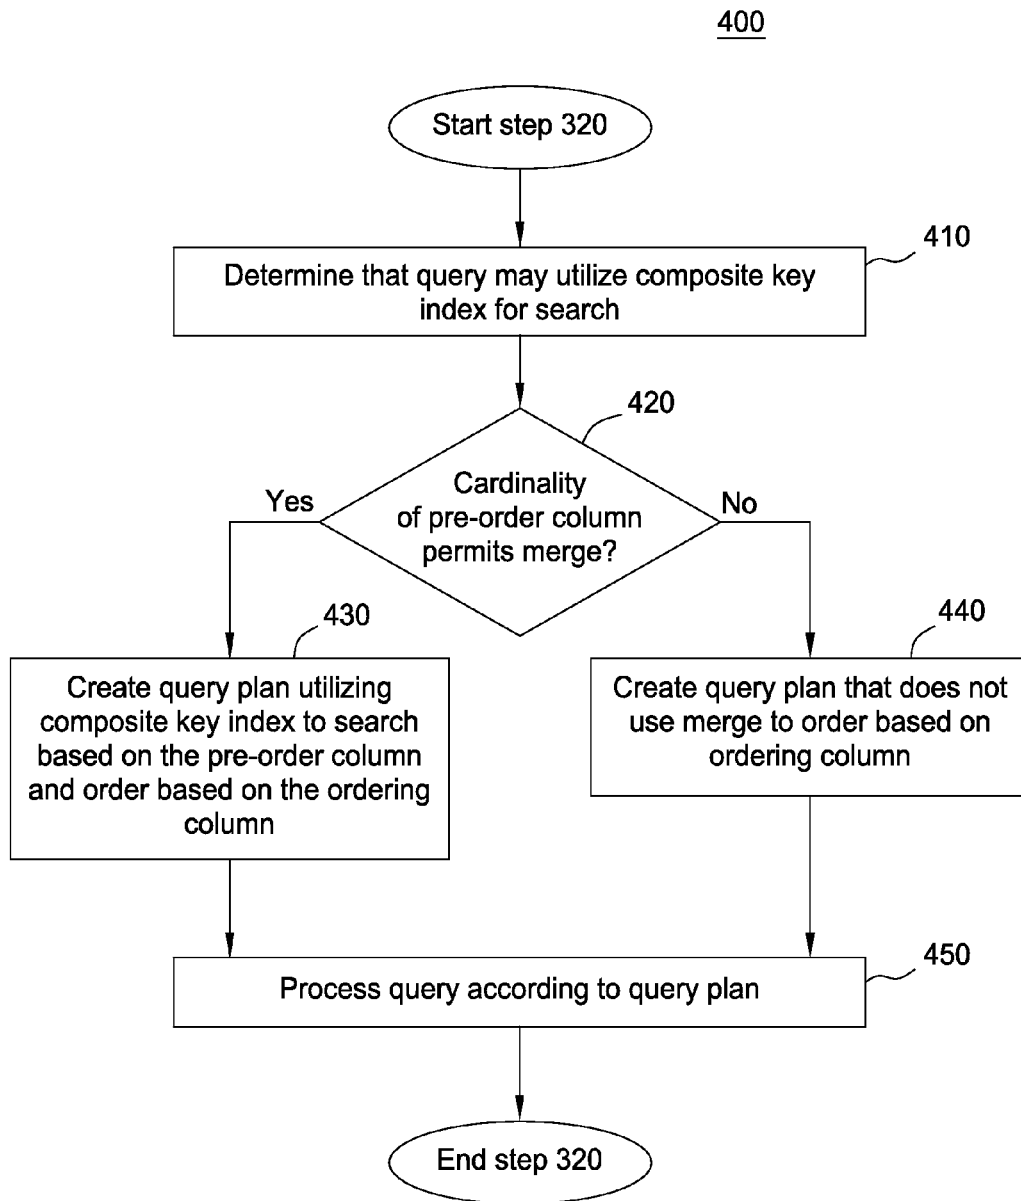 400
Start step 320
410
Determine that query may utilize composite key
index for search
420
Cardinality
of pre-order column
permits merge?
Yes
No
430
Create query plan utilizing
composite key index to search
based on the pre-order column
and order based on the ordering
column
440
Create query plan that does not
use merge to order based on
ordering column
450
Process query according to query plan
End step 320